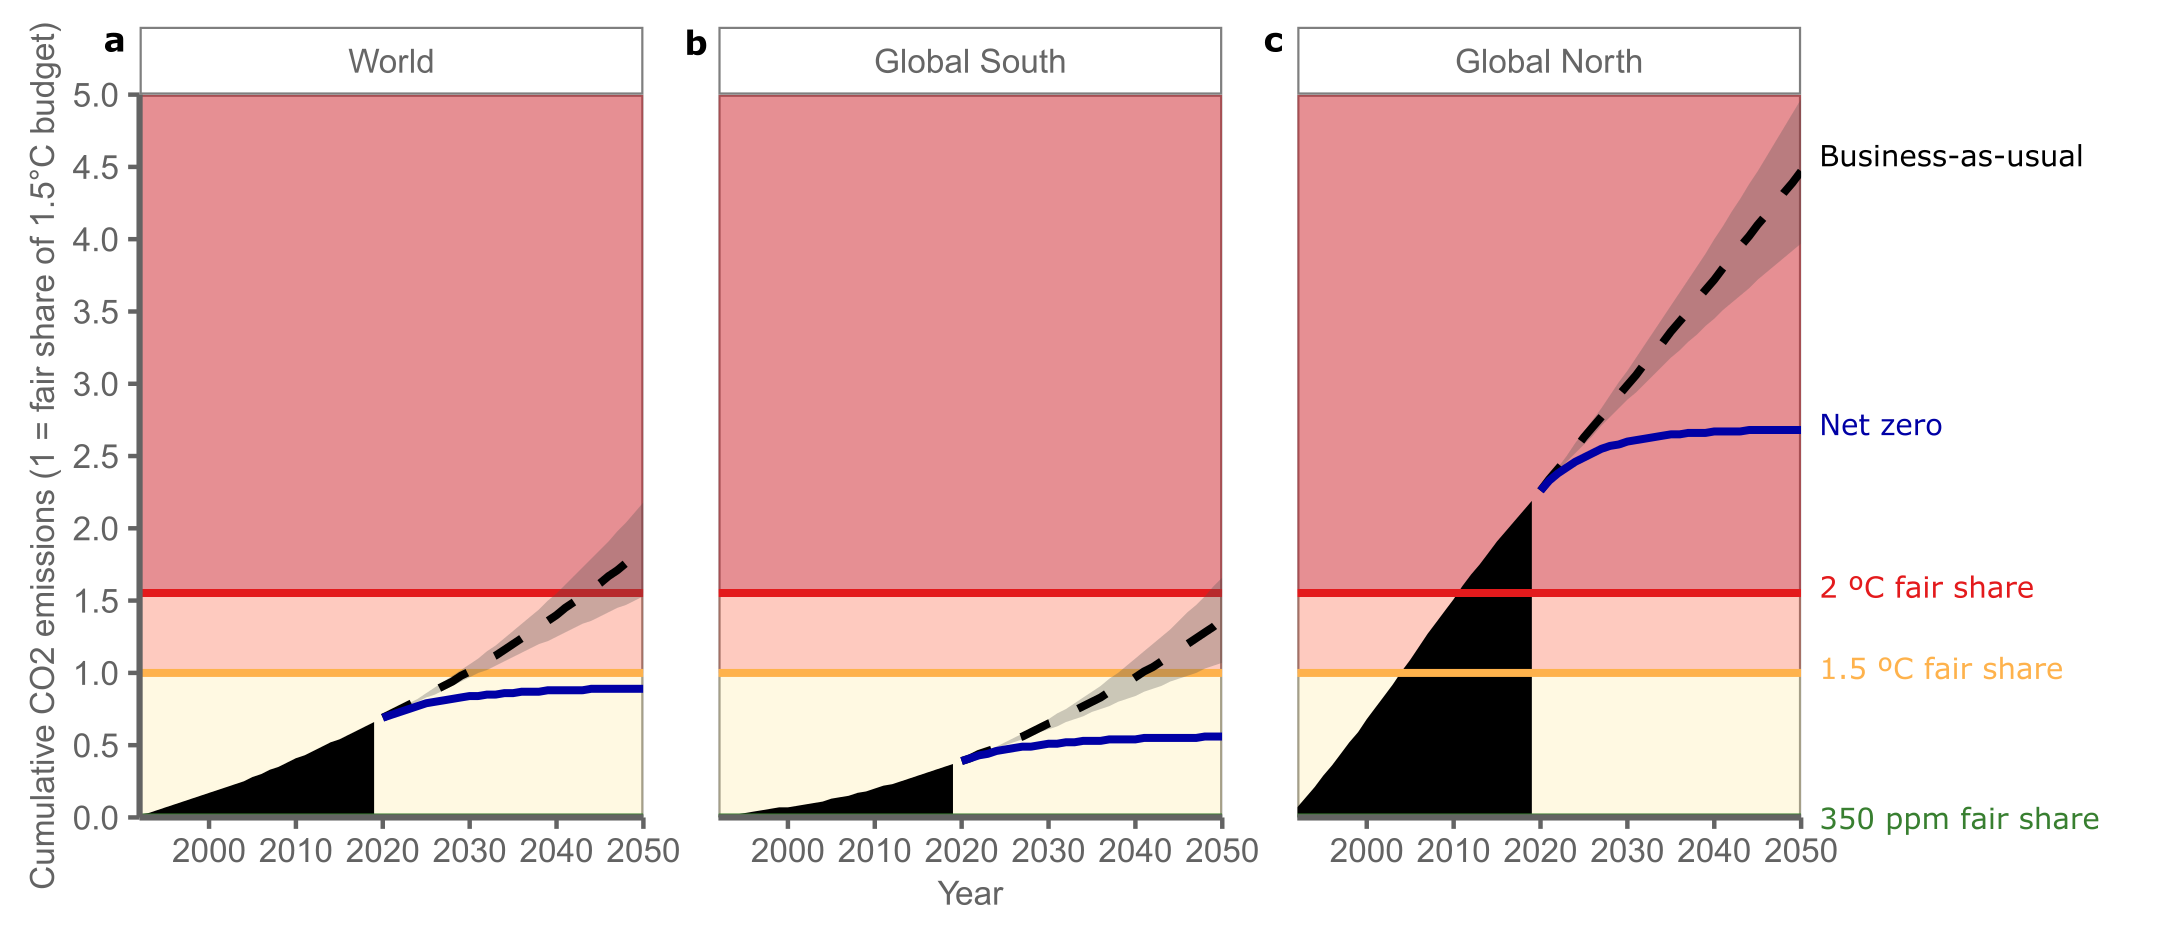 a
World
b
Global South
c
Global North
Cumulative CO2 emissions (1 = fair share of 1.5°C budget)
5.0
4.5
4.0
3.5
3.0
2.5
2.0
1.5
1.0
0.5
0.0
Business-as-usual
Net zero
2 ºC fair share
1.5 ºC fair share
350 ppm fair share
2000 2010 2020 2030 2040 2050
2000 2010 2020 2030 2040 2050
2000 2010 2020 2030 2040 2050
Year